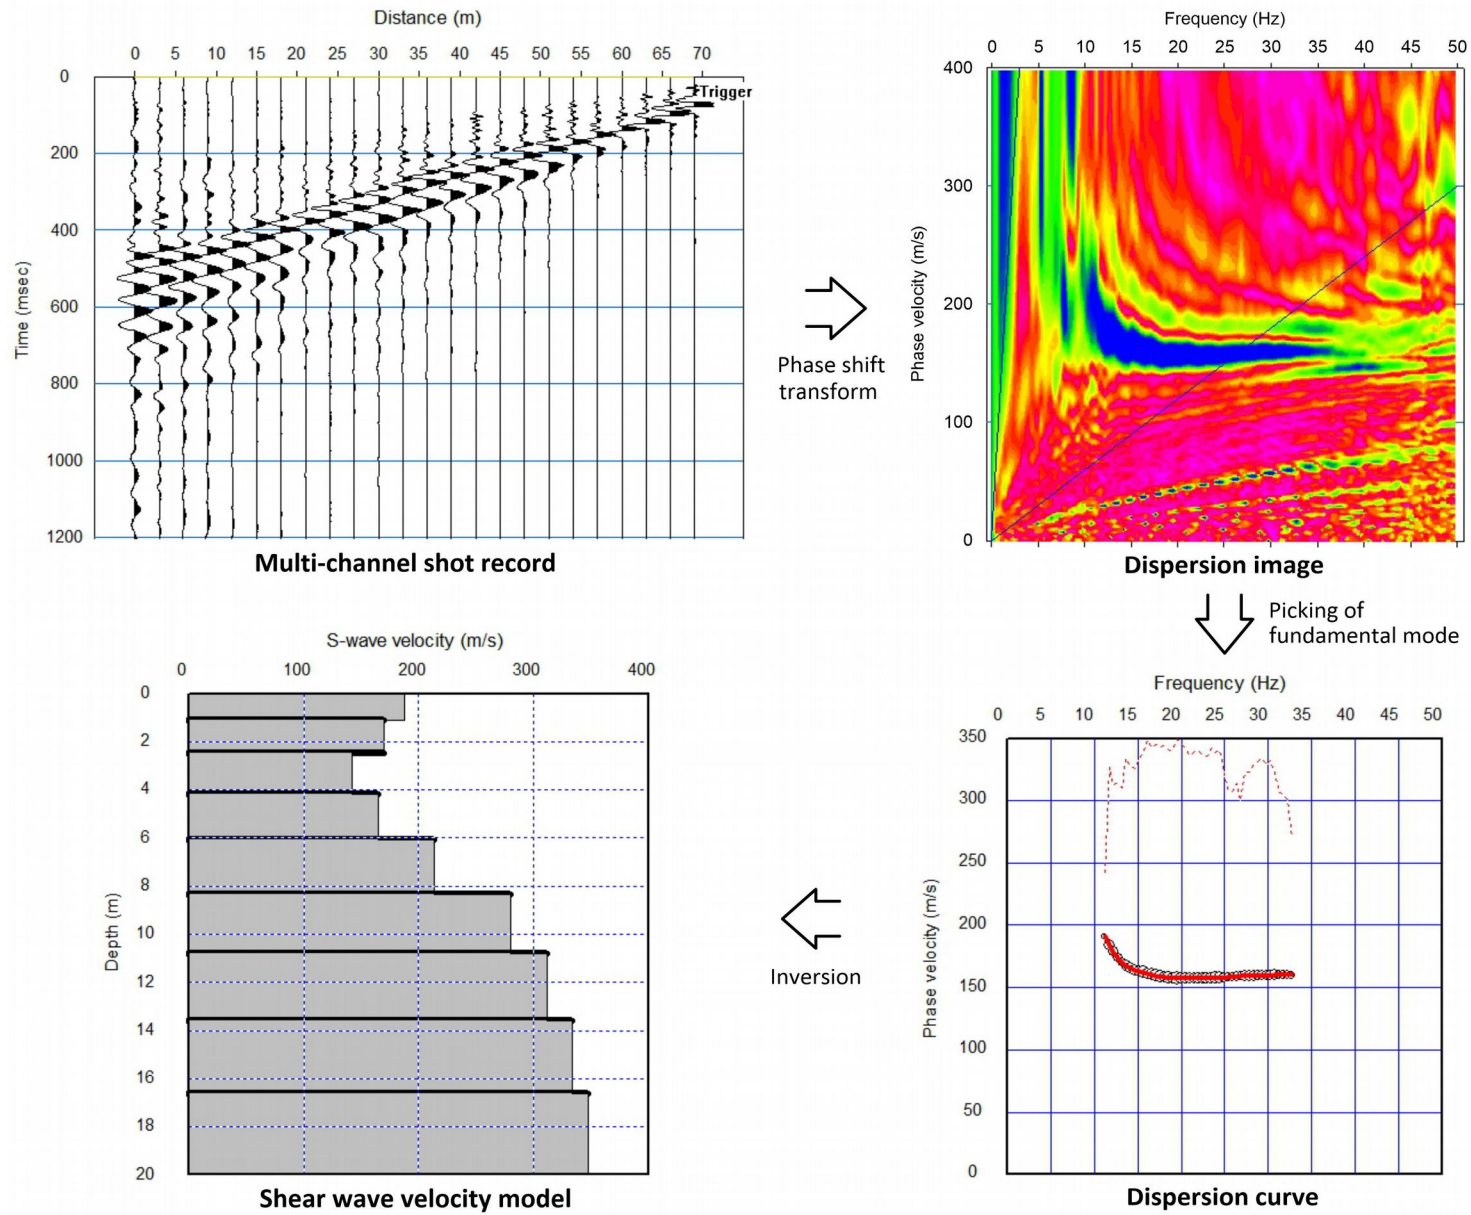 Distance (m)
0 5 10 15 20 25 30 35 40 45 50 55 60 65 70
Trigger
0
200
400
600
800
1000
1200
Time (msec)
Multi-channel shot record
Phase shift
transform
Frequency (Hz)
0 5 10 15 20 25 30 35 40 45 50
400
300
200
100
0
Phase velocity (m/s)
Dispersion image
Picking of
fundamental mode
Frequency (Hz)
0 5 10 15 20 25 30 35 40 45 50
350
300
250
200
150
100
50
0
Phase velocity (m/s)
Dispersion curve
Inversion
S-wave velocity (m/s)
0 100 200 300 400
0
2
4
6
8
10
12
14
16
18
20
Depth (m)
Shear wave velocity model